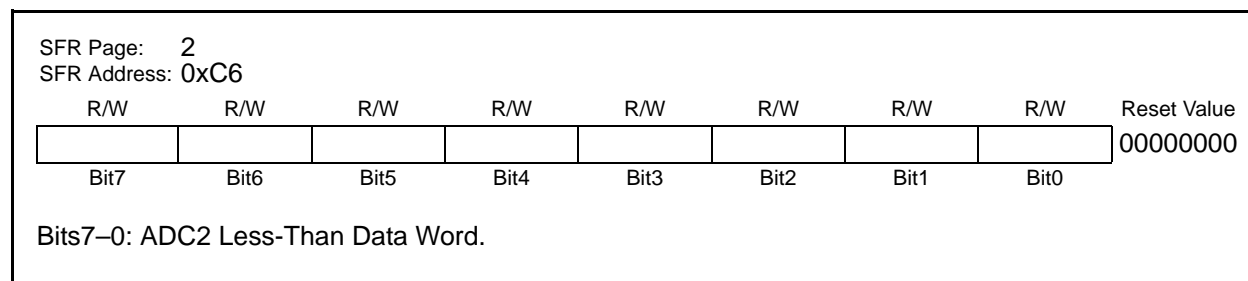 SFR Page: 2
SFR Address: 0xC6
R/W R/W R/W R/W R/W R/W R/W R/W Reset Value
00000000
Bit7 Bit6 Bit5 Bit4 Bit3 Bit2 Bit1 Bit0
Bits7–0: ADC2 Less-Than Data Word.